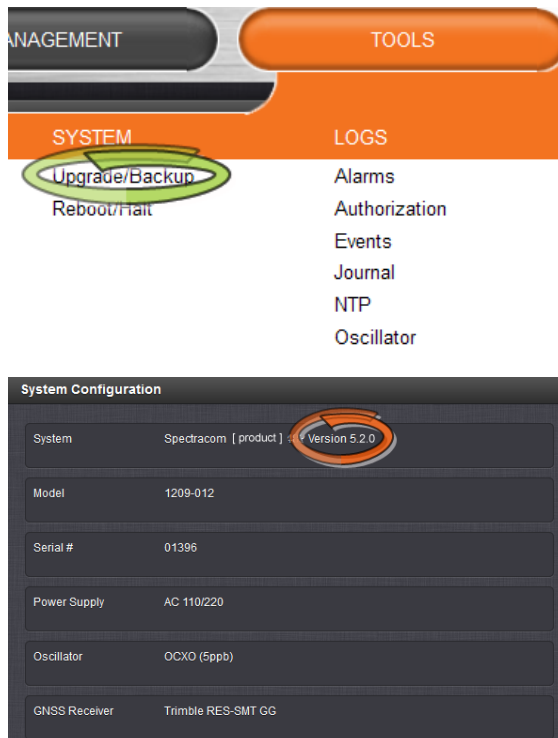 ANAGEMENT
TOOLS
SYSTEM
LOGS
Upgrade/Backup
Alarms
Reboot/Halt
Authorization
Events
Journal
NTP
Oscillator
System Configuration
System Spectracom [ product ] Version 5.2.0
Model 1209-012
Serial # 01396
Power Supply AC 110/220
Oscillator OCXO (5ppb)
GNSS Receiver Trimble RES-SMT GG